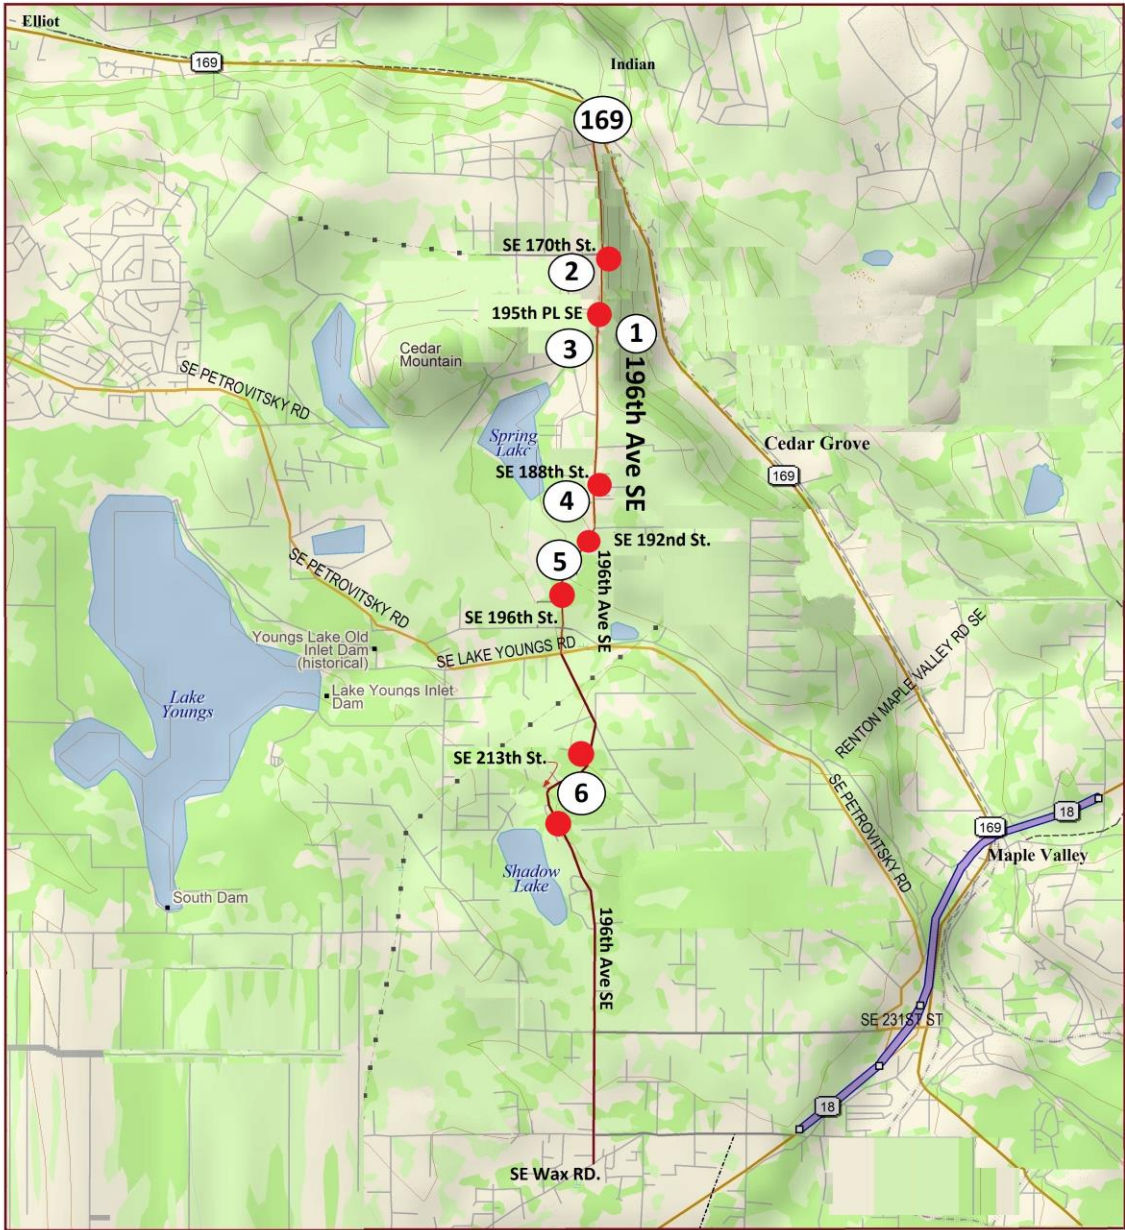 Elliot
169
Indian
169
SE 170th St.
2
195th PL SE
1
3
Cedar
Mountain
196th Ave SE
SE PETROVITSKY RD
Spring
Lake
Cedar Grove
169
SE 188th St.
4
SE 192nd St.
5
196th Ave SE
SE PETROVITSKY RD
SE 196th St.
Youngs Lake Old
Inlet Dam
(historical)
SE LAKE YOUNGS RD
Lake Youngs Inlet
Dam
Lake
Youngs
RENTON MAPLE VALLEY RD SE
SE 213th St.
6
SE PETROVITSKY RD
18
169
Maple Valley
Shadow
Lake
South Dam
196th Ave SE
SE 231ST ST
18
SE Wax RD.